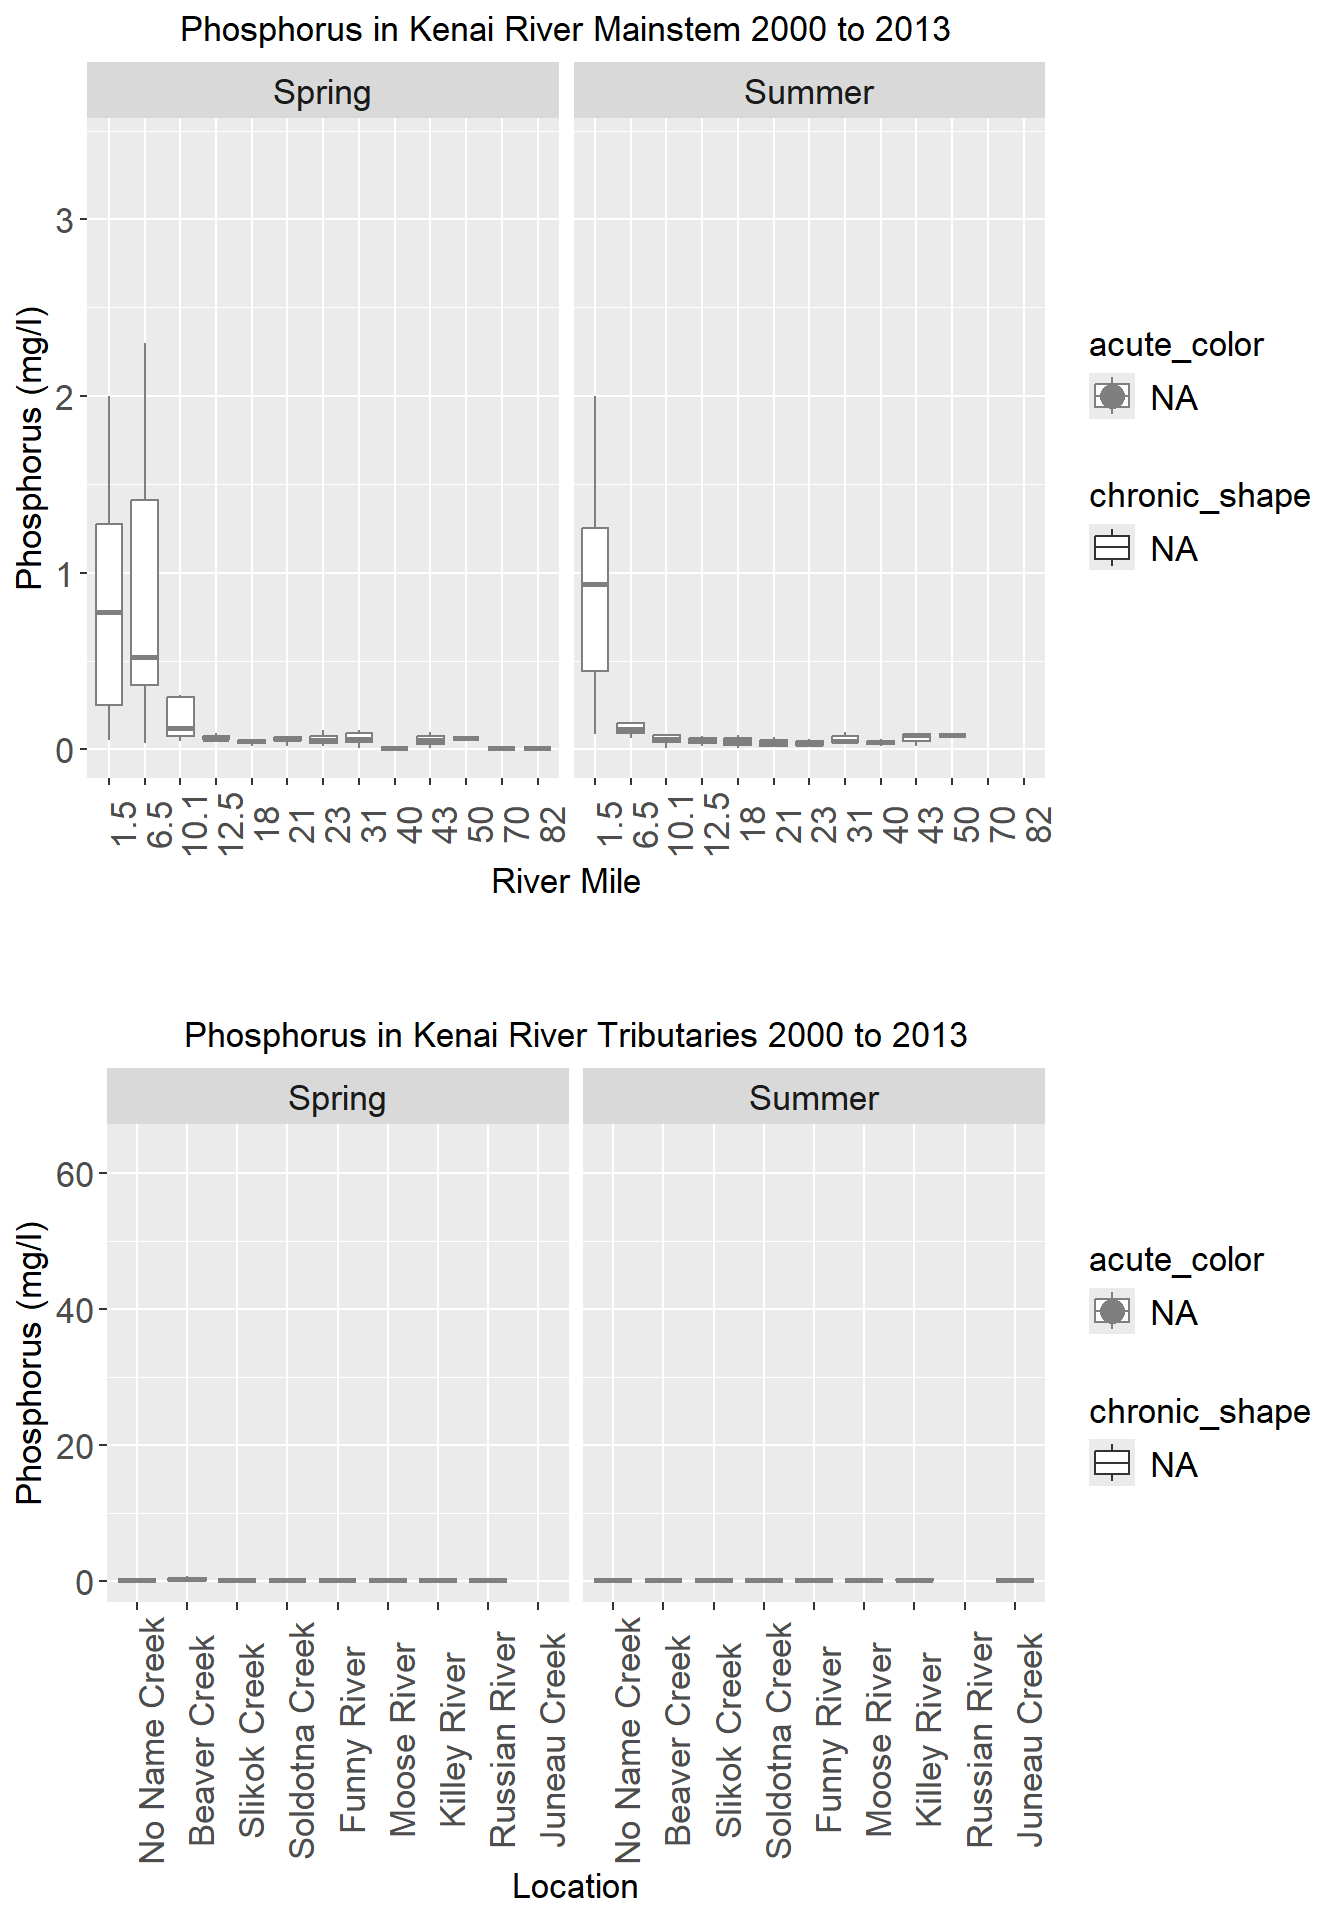 Phosphorus in Kenai River Mainstem 2000 to 2013
Spring
Summer
Phosphorus (mg/l)
3
2
1
0
1.5
6.5
10.1
12.5
18
21
23
31
40
43
50
70
82
1.5
6.5
10.1
12.5
18
21
23
31
40
43
50
70
82
River Mile
acute_color
NA
chronic_shape
NA
Phosphorus in Kenai River Tributaries 2000 to 2013
Spring
Summer
Phosphorus (mg/l)
60
40
20
0
No Name Creek
Beaver Creek
Slikok Creek
Soldotna Creek
Funny River
Moose River
Killey River
Russian River
Juneau Creek
No Name Creek
Beaver Creek
Slikok Creek
Soldotna Creek
Funny River
Moose River
Killey River
Russian River
Juneau Creek
Location
acute_color
NA
chronic_shape
NA